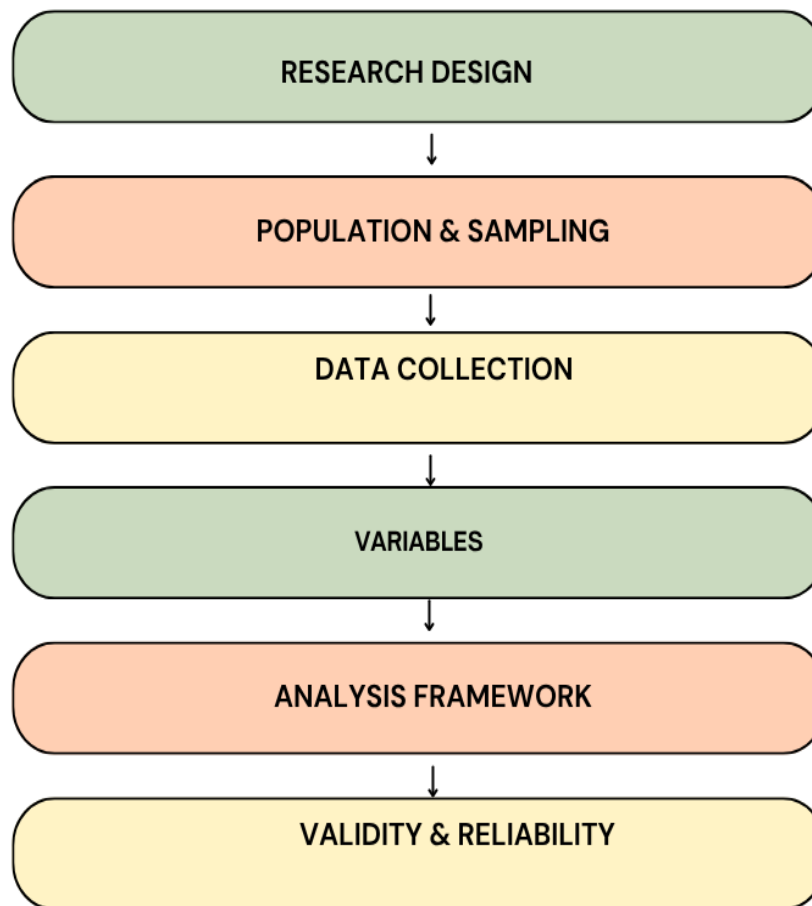 RESEARCH DESIGN
POPULATION & SAMPLING
DATA COLLECTION
VARIABLES
ANALYSIS FRAMEWORK
VALIDITY & RELIABILITY